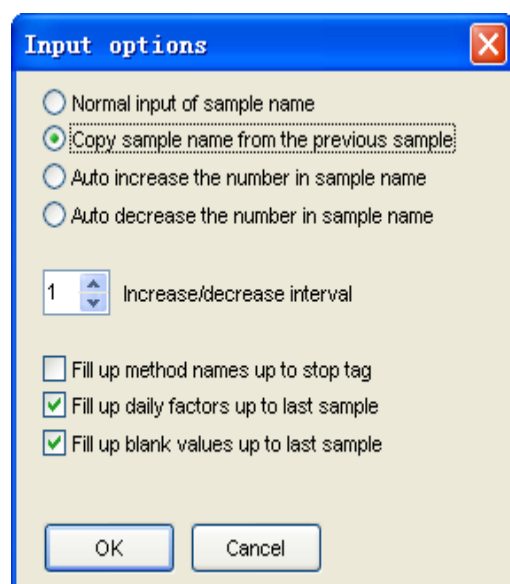 Input options
Normal input of sample name
Copy sample name from the previous sample
Auto increase the number in sample name
Auto decrease the number in sample name
1 Increase/decrease interval
Fill up method names up to stop tag
Fill up daily factors up to last sample
Fill up blank values up to last sample
OK Cancel